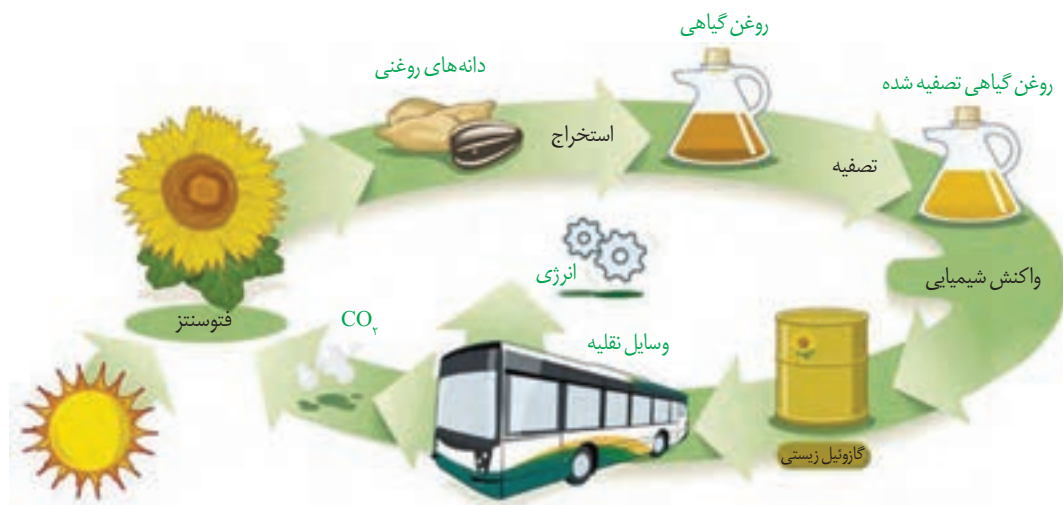 روغن گیاهی
دانه‌های روغنی
روغن گیاهی تصفیه شده
استخراج
تصفیه
انرژی
واکنش شیمیایی
فتوسنتز
CO₂
وسایل نقلیه
گازوئیل زیستی